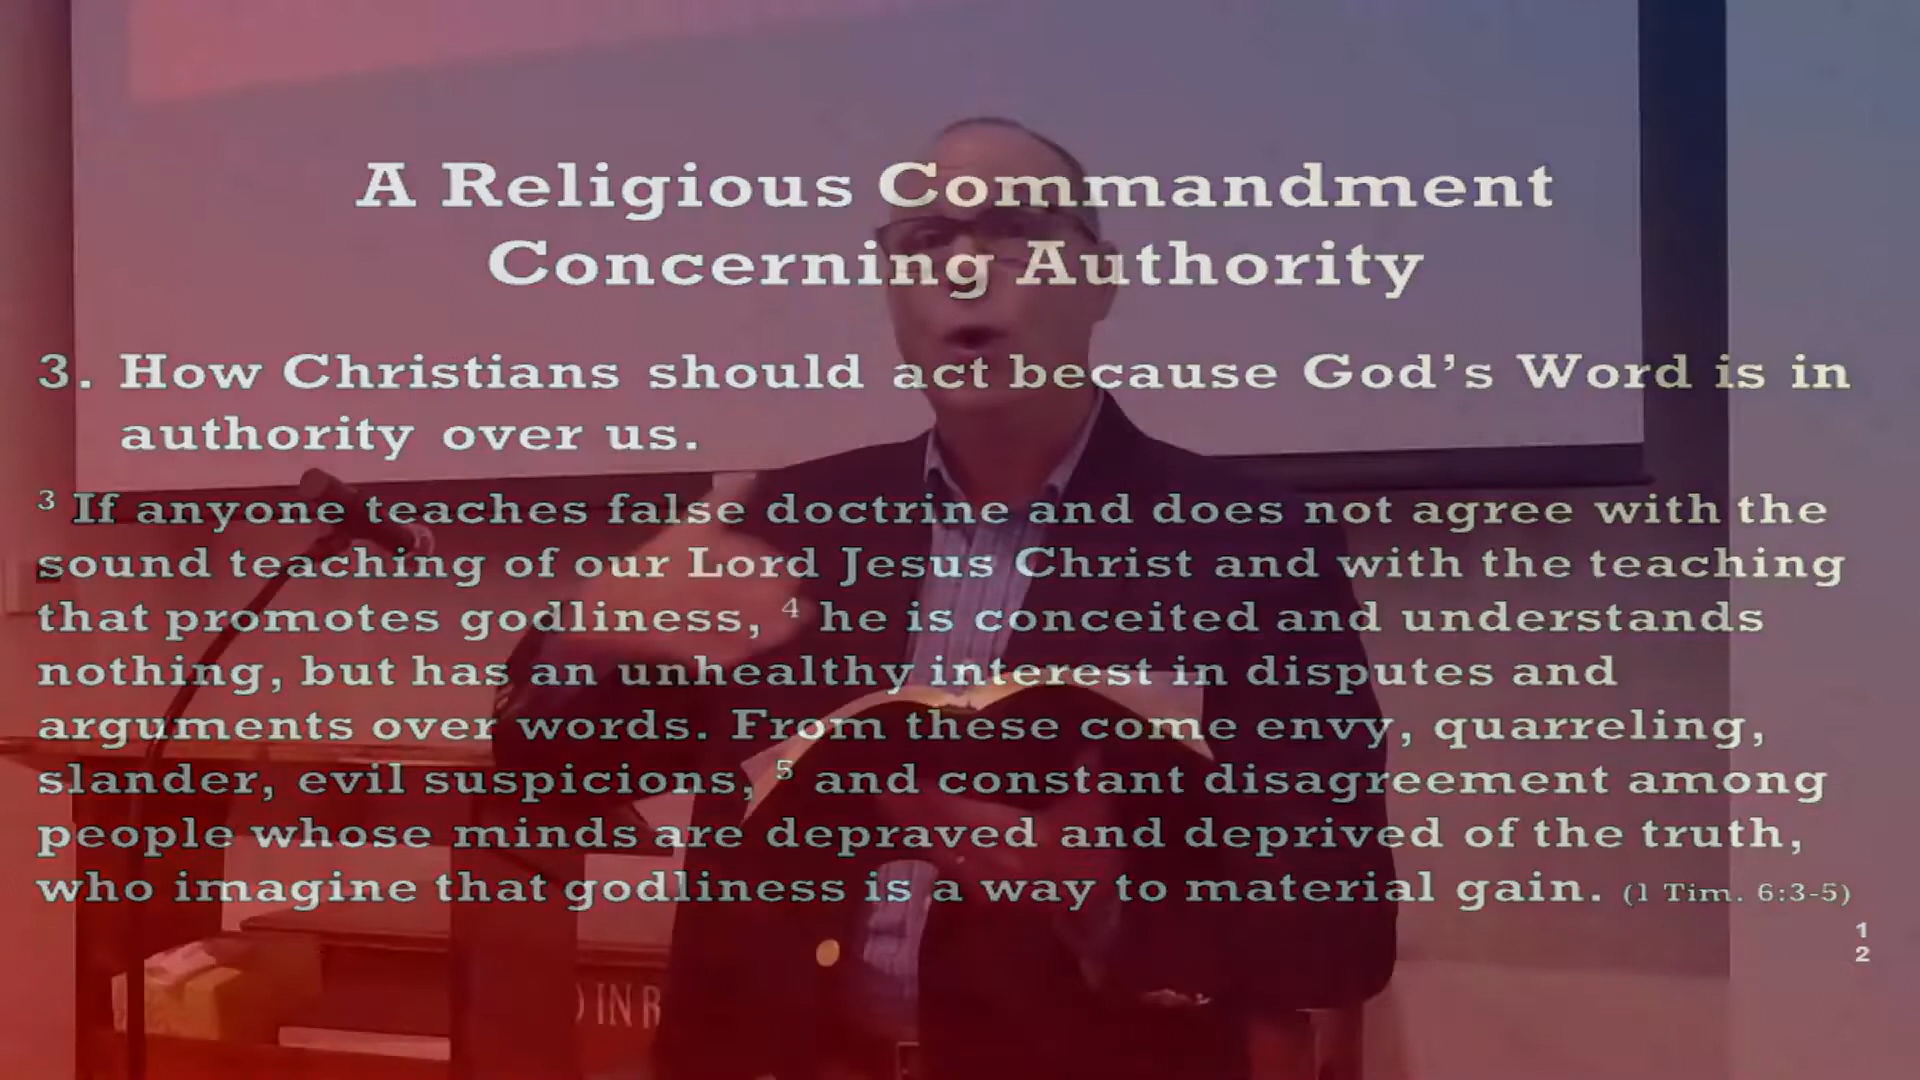 A Religious Commandment
Concerning Authority
3. How Christians should act because God’s Word is in
authority over us.
3 If anyone teaches false doctrine and does not agree with the
sound teaching of our Lord Jesus Christ and with the teaching
that promotes godliness, 4 he is conceited and understands
nothing, but has an unhealthy interest in disputes and
arguments over words. From these come envy, quarreling,
slander, evil suspicions, 5 and constant disagreement among
people whose minds are depraved and deprived of the truth,
who imagine that godliness is a way to material gain. (1 Tim. 6:3-5)
1
2
IN R